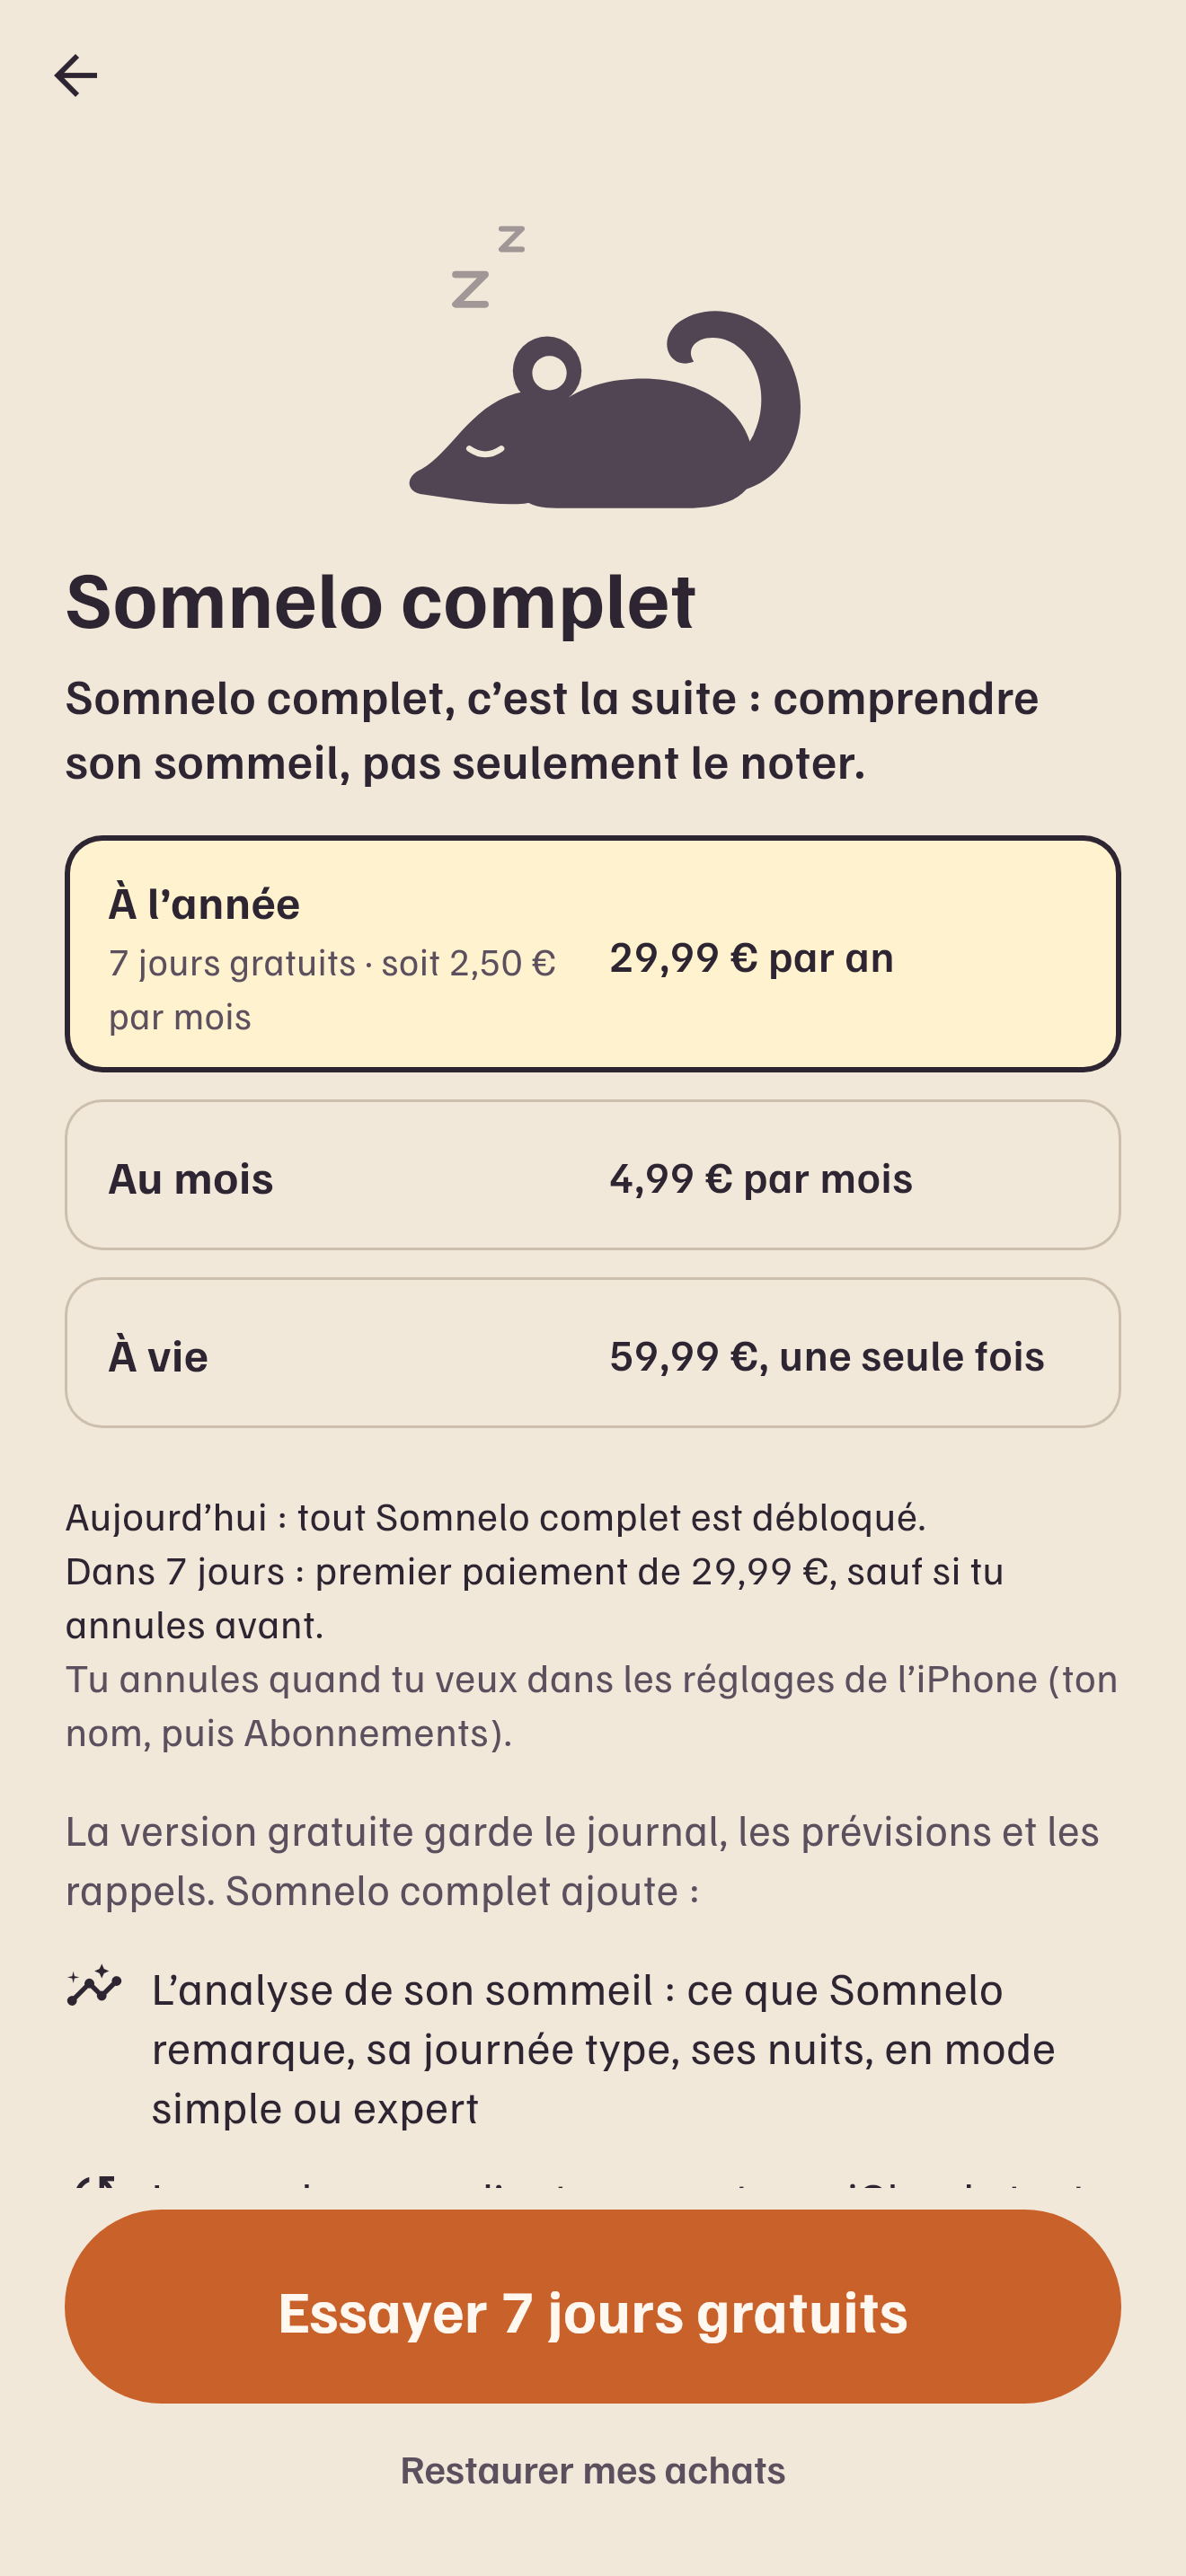 z
z
Somnelo complet
Somnelo complet, c’est la suite : comprendre
son sommeil, pas seulement le noter.
À l’année
7 jours gratuits · soit 2,50 €
par mois
29,99 € par an
Au mois
4,99 € par mois
À vie
59,99 €, une seule fois
Aujourd’hui : tout Somnelo complet est débloqué.
Dans 7 jours : premier paiement de 29,99 €, sauf si tu
annules avant.
Tu annules quand tu veux dans les réglages de l’iPhone (ton
nom, puis Abonnements).
La version gratuite garde le journal, les prévisions et les
rappels. Somnelo complet ajoute :
L’analyse de son sommeil : ce que Somnelo
remarque, sa journée type, ses nuits, en mode
simple ou expert
Essayer 7 jours gratuits
Restaurer mes achats